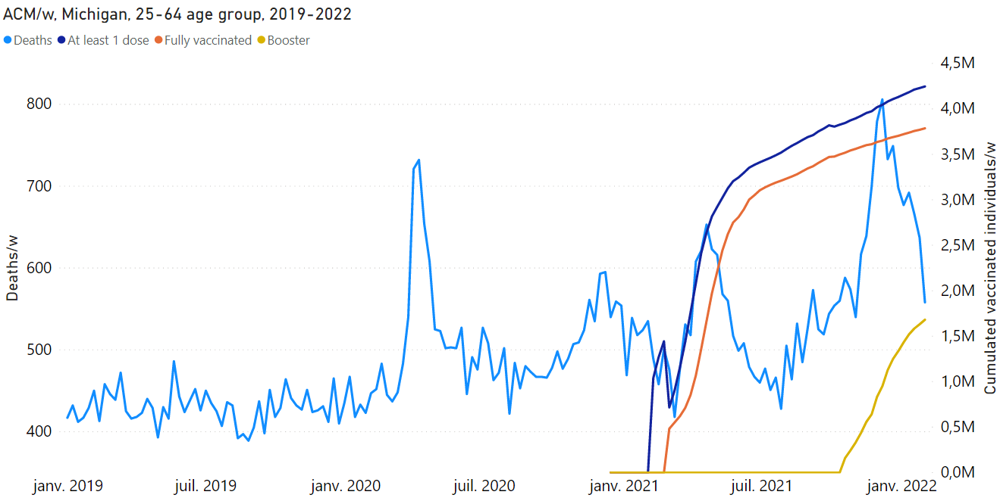 ACM/w, Michigan, 25-64 age group, 2019-2022
Deaths At least 1 dose Fully vaccinated Booster
4,5M
800
4,0M
3,5M
700
3,0M
600
2,5M
2,0M
500
1,5M
1,0M
400
0,5M
0,0M
Deaths/w
Cumulated vaccinated individuals/w
janv. 2019 juil. 2019 janv. 2020 juil. 2020 janv. 2021 juil. 2021 janv. 2022